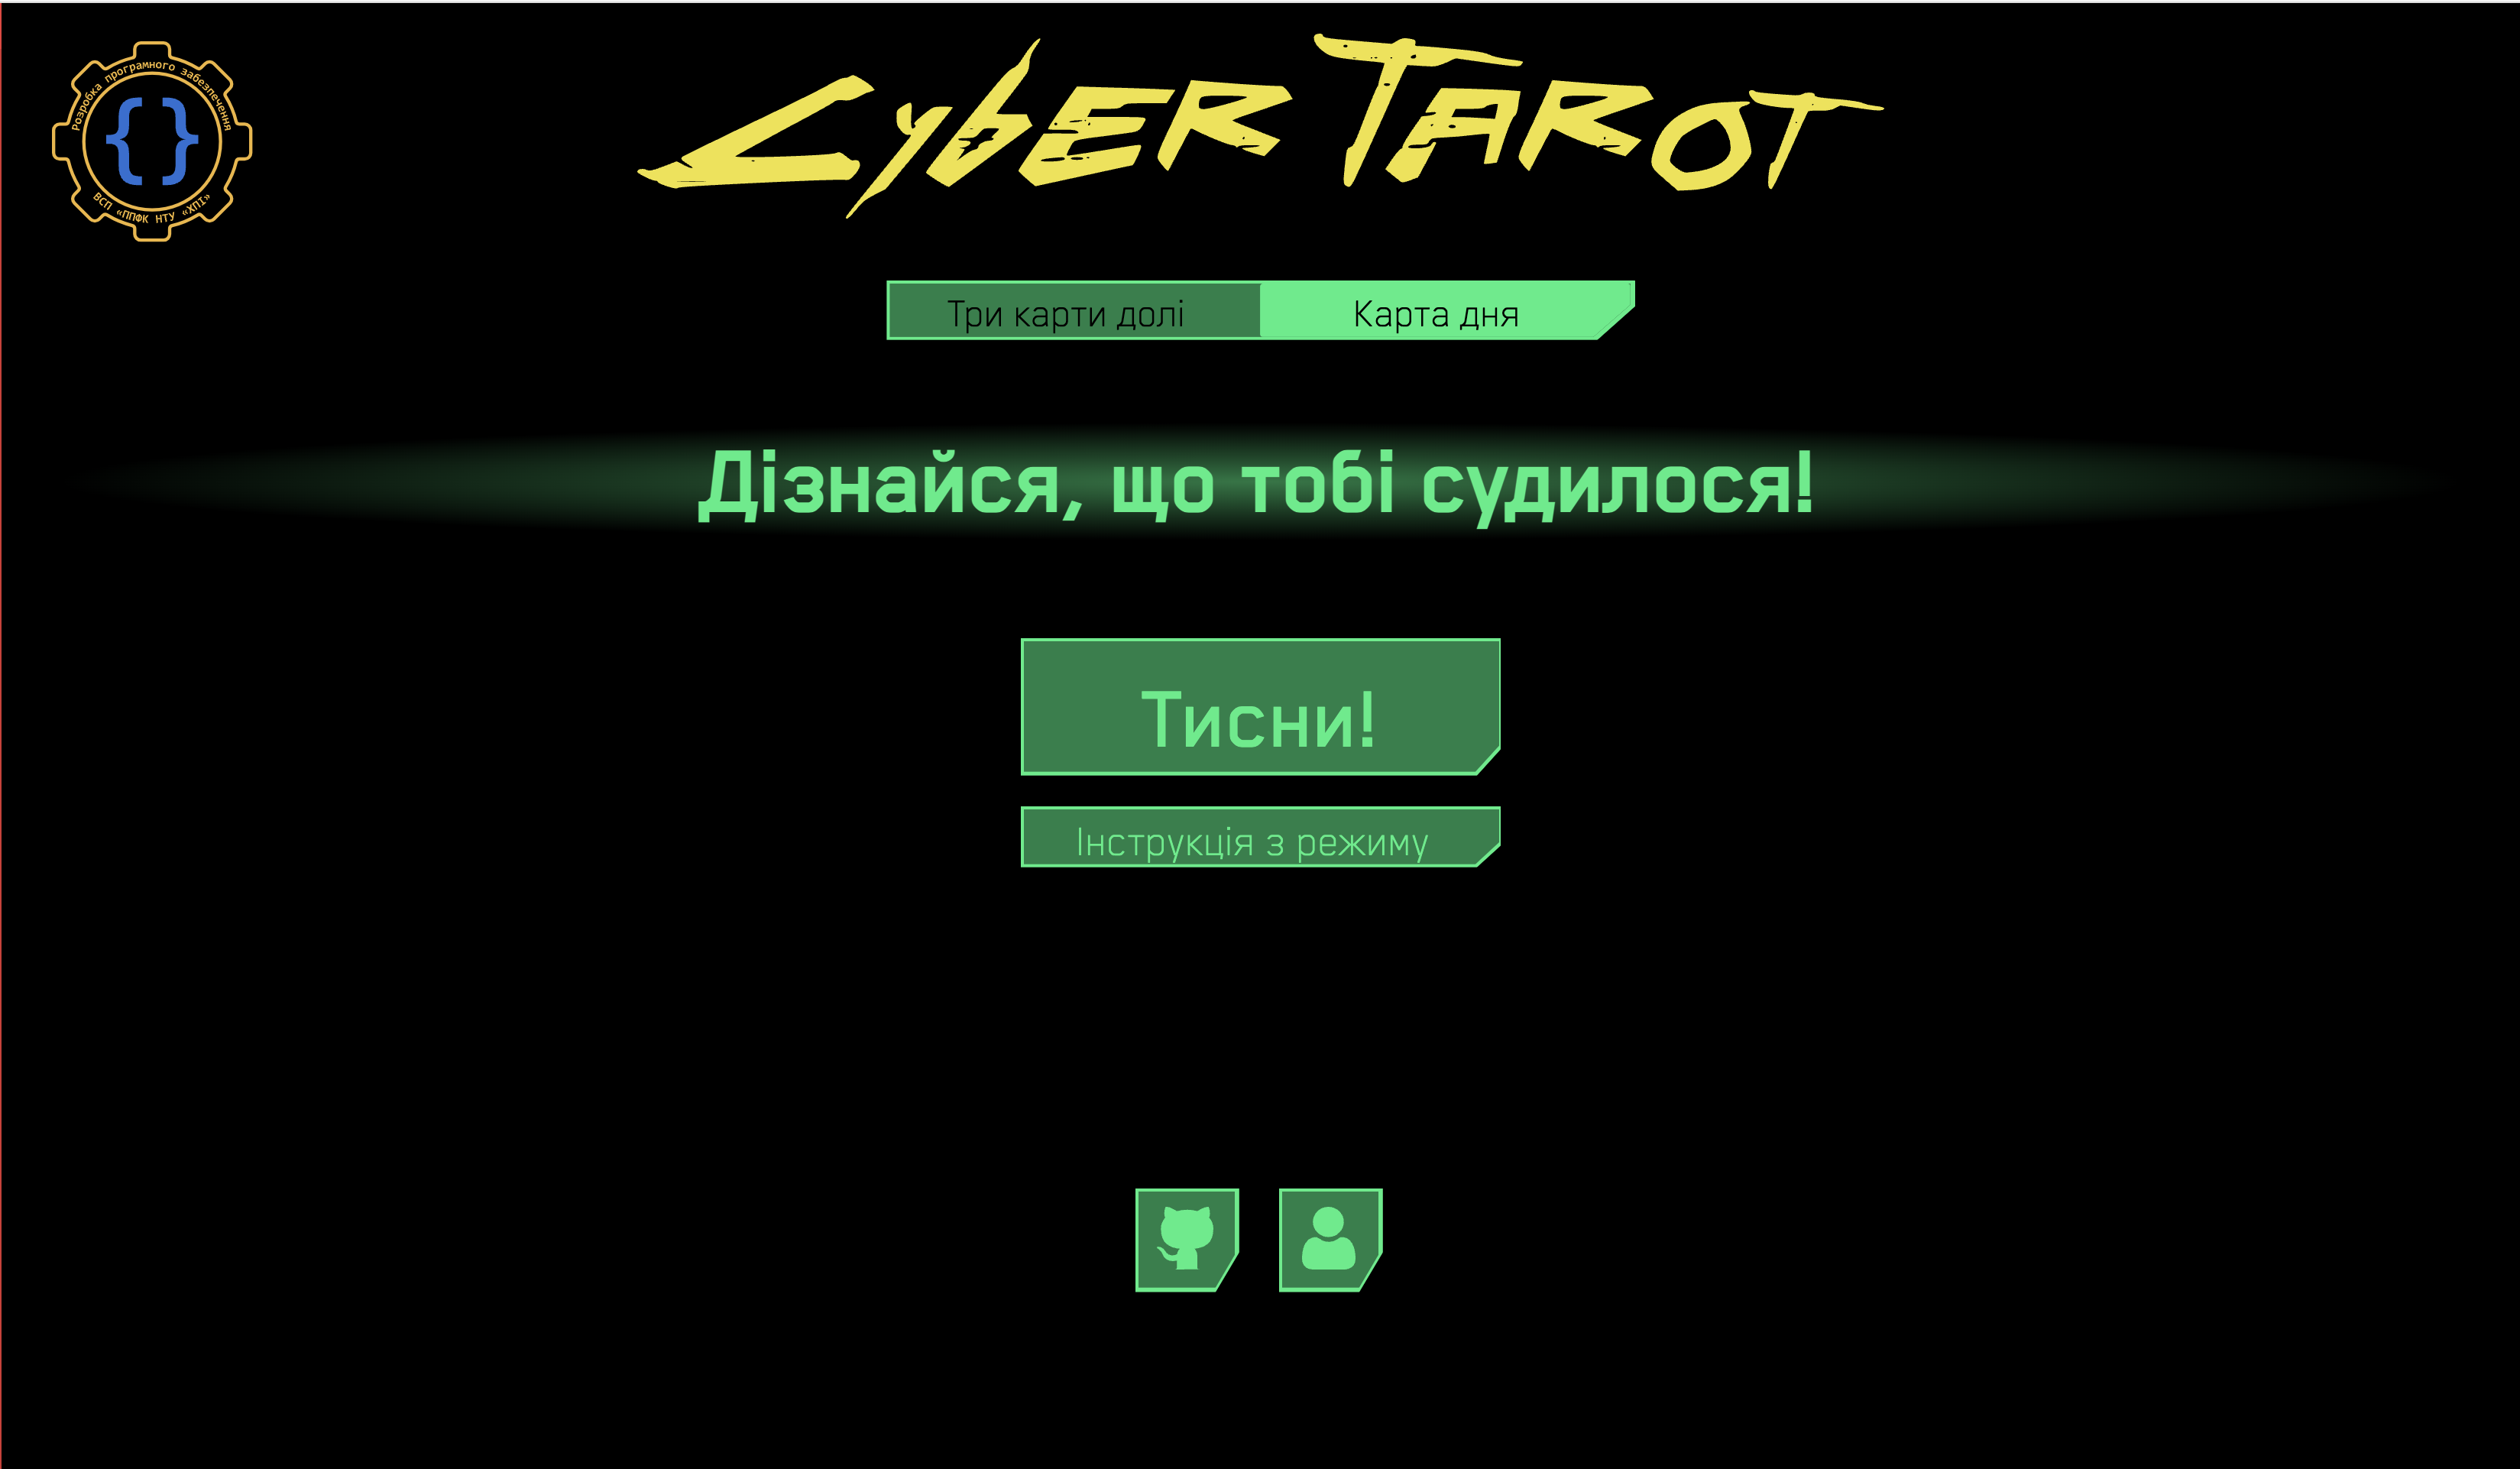 Розробка програмного забезпечення
{}
ВСП «ППФК НТУ «ХПІ»
Cyber Tarot
Три карти долі
Карта дня
Дізнайся, що тобі судилося!
Тисни!
Інструкція з режиму